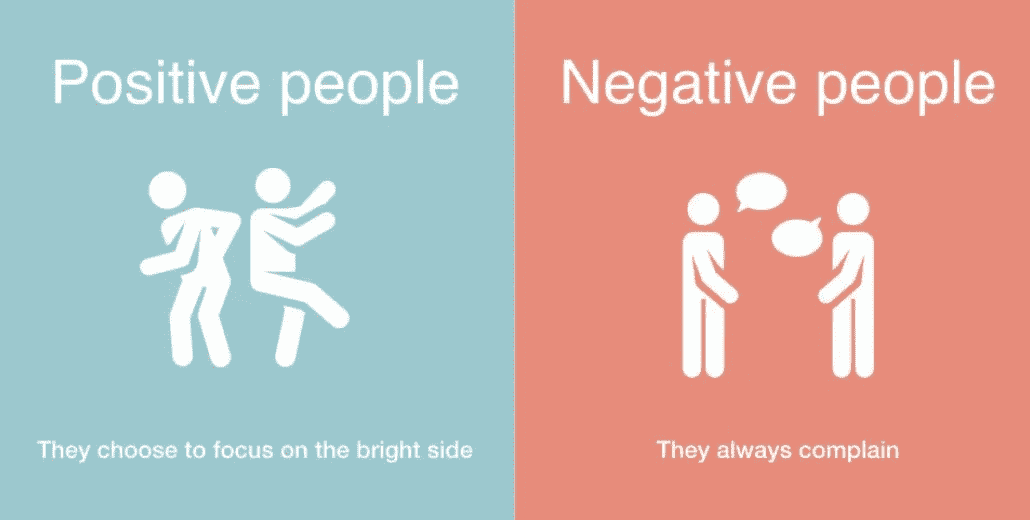 Positive people
They choose to focus on the bright side
Negative people
They always complain